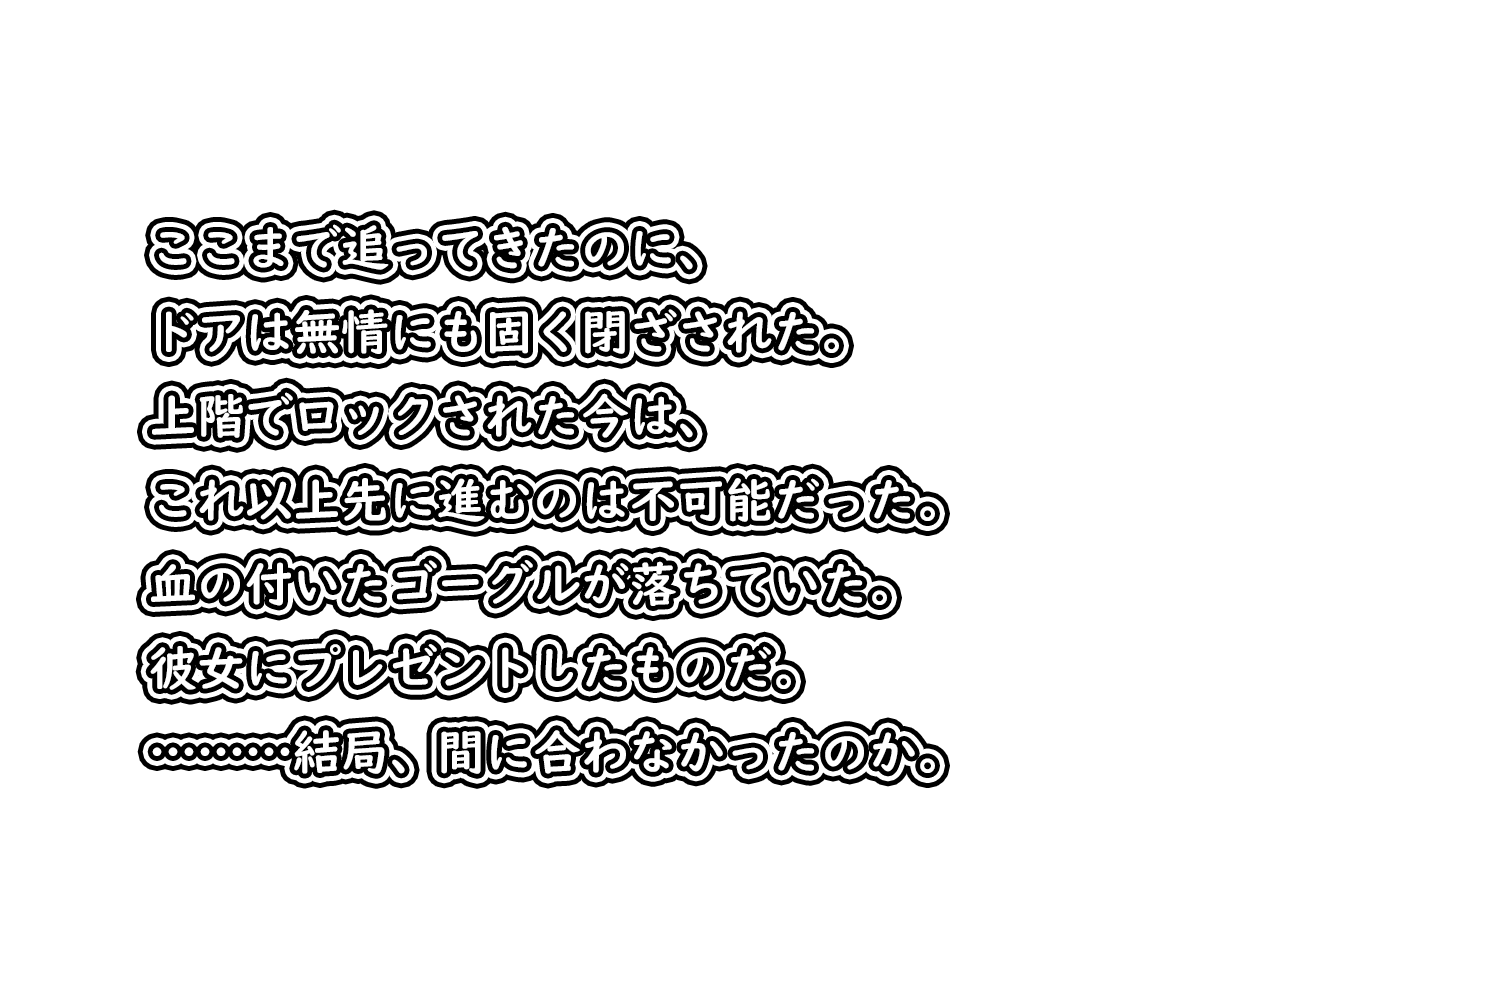 ここまで追ってきたのに、
ドアは無情にも固く閉ざされた。
上階でロックされた今は、
これ以上先に進むのは不可能だった。
血の付いたゴーグルが落ちていた。
彼女にプレゼントしたものだ。
………結局、間に合わなかったのか。